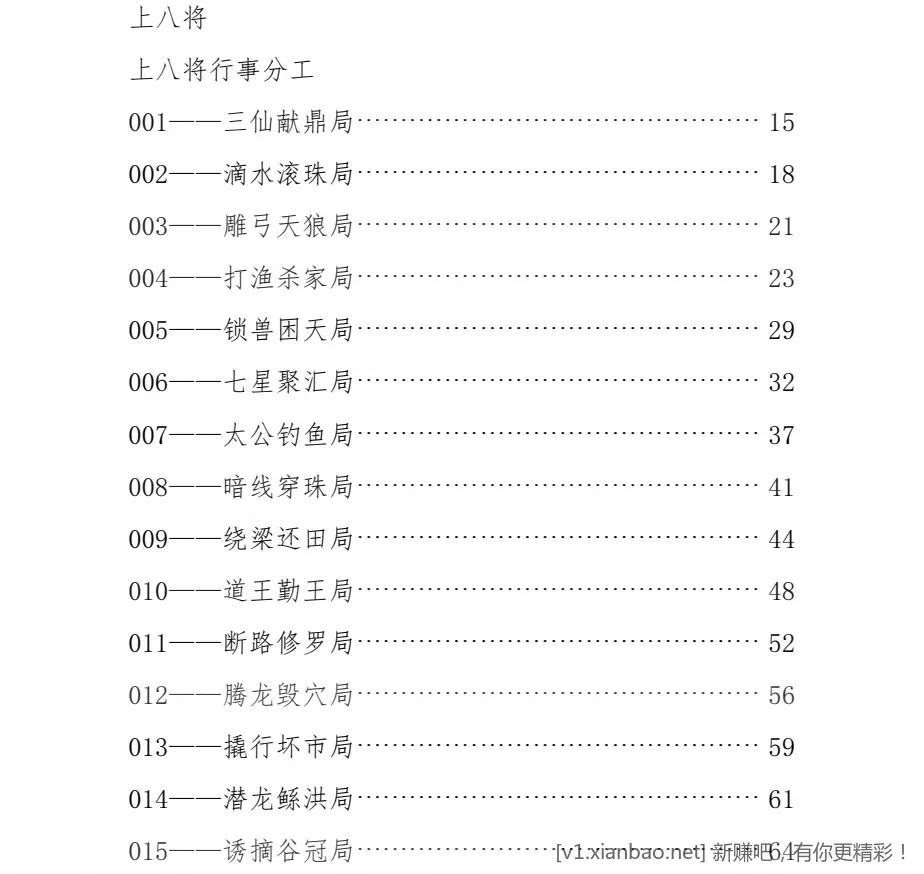 上八将
上八将行事分工
001——三仙献鼎局…………………………………………15
002——滴水滚珠局…………………………………………18
003——雕弓天狼局…………………………………………21
004——打渔杀家局…………………………………………23
005——锁兽困天局…………………………………………29
006——七星聚汇局…………………………………………32
007——太公钓鱼局…………………………………………37
008——暗线穿珠局…………………………………………41
009——绕梁还田局…………………………………………44
010——道王勤王局…………………………………………48
011——断路修罗局…………………………………………52
012——腾龙毁穴局…………………………………………56
013——撬行坏市局…………………………………………59
014——潜龙鲧洪局…………………………………………61
015——诱摘谷冠局…………………………………………64
[v1.xianbao.net] 新赚吧，有你更精彩！